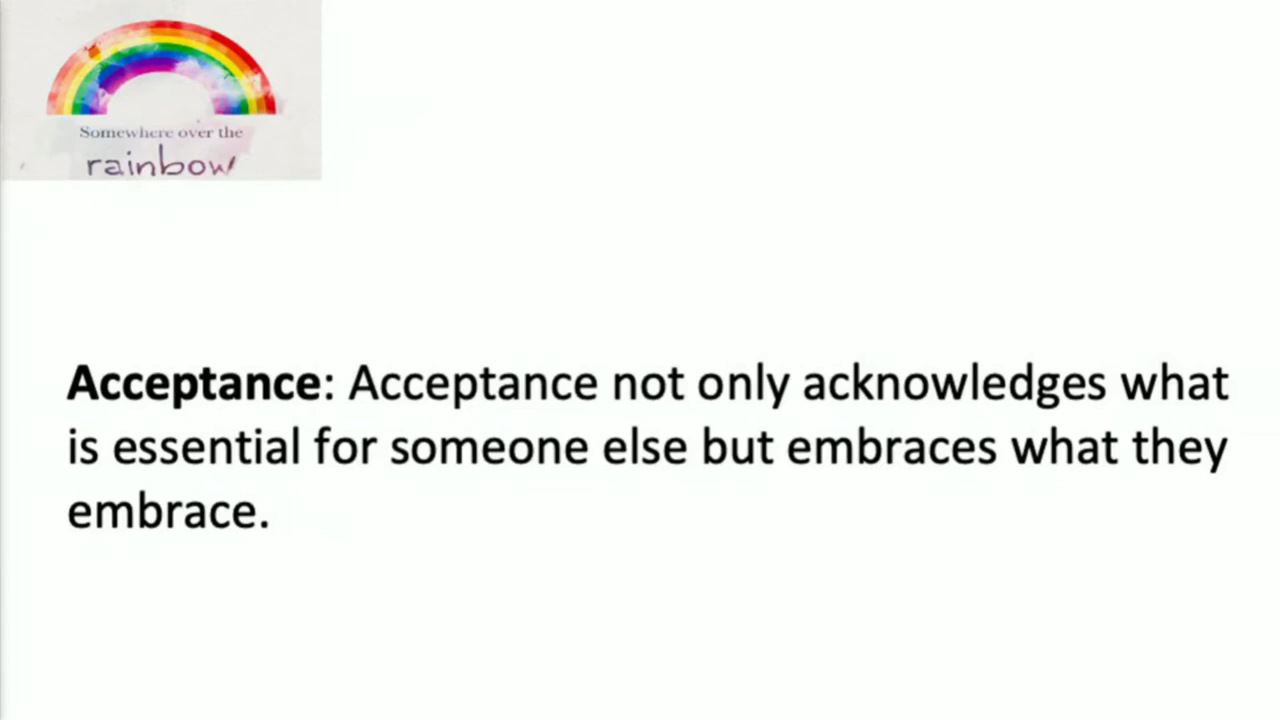 Somewhere over the
rainbow
Acceptance: Acceptance not only acknowledges what
is essential for someone else but embraces what they
embrace.